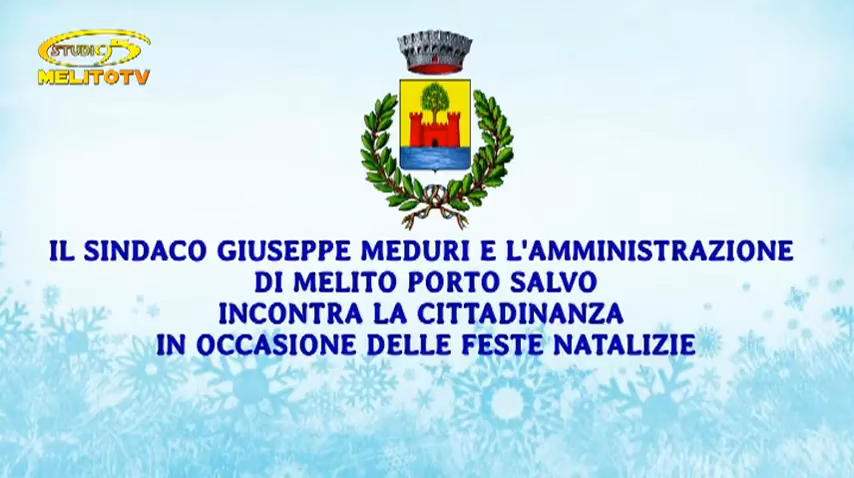 STUDIO 5
MELITOTV
IL SINDACO GIUSEPPE MEDURI E L'AMMINISTRAZIONE
DI MELITO PORTO SALVO
INCONTRA LA CITTADINANZA
IN OCCASIONE DELLE FESTE NATALIZIE